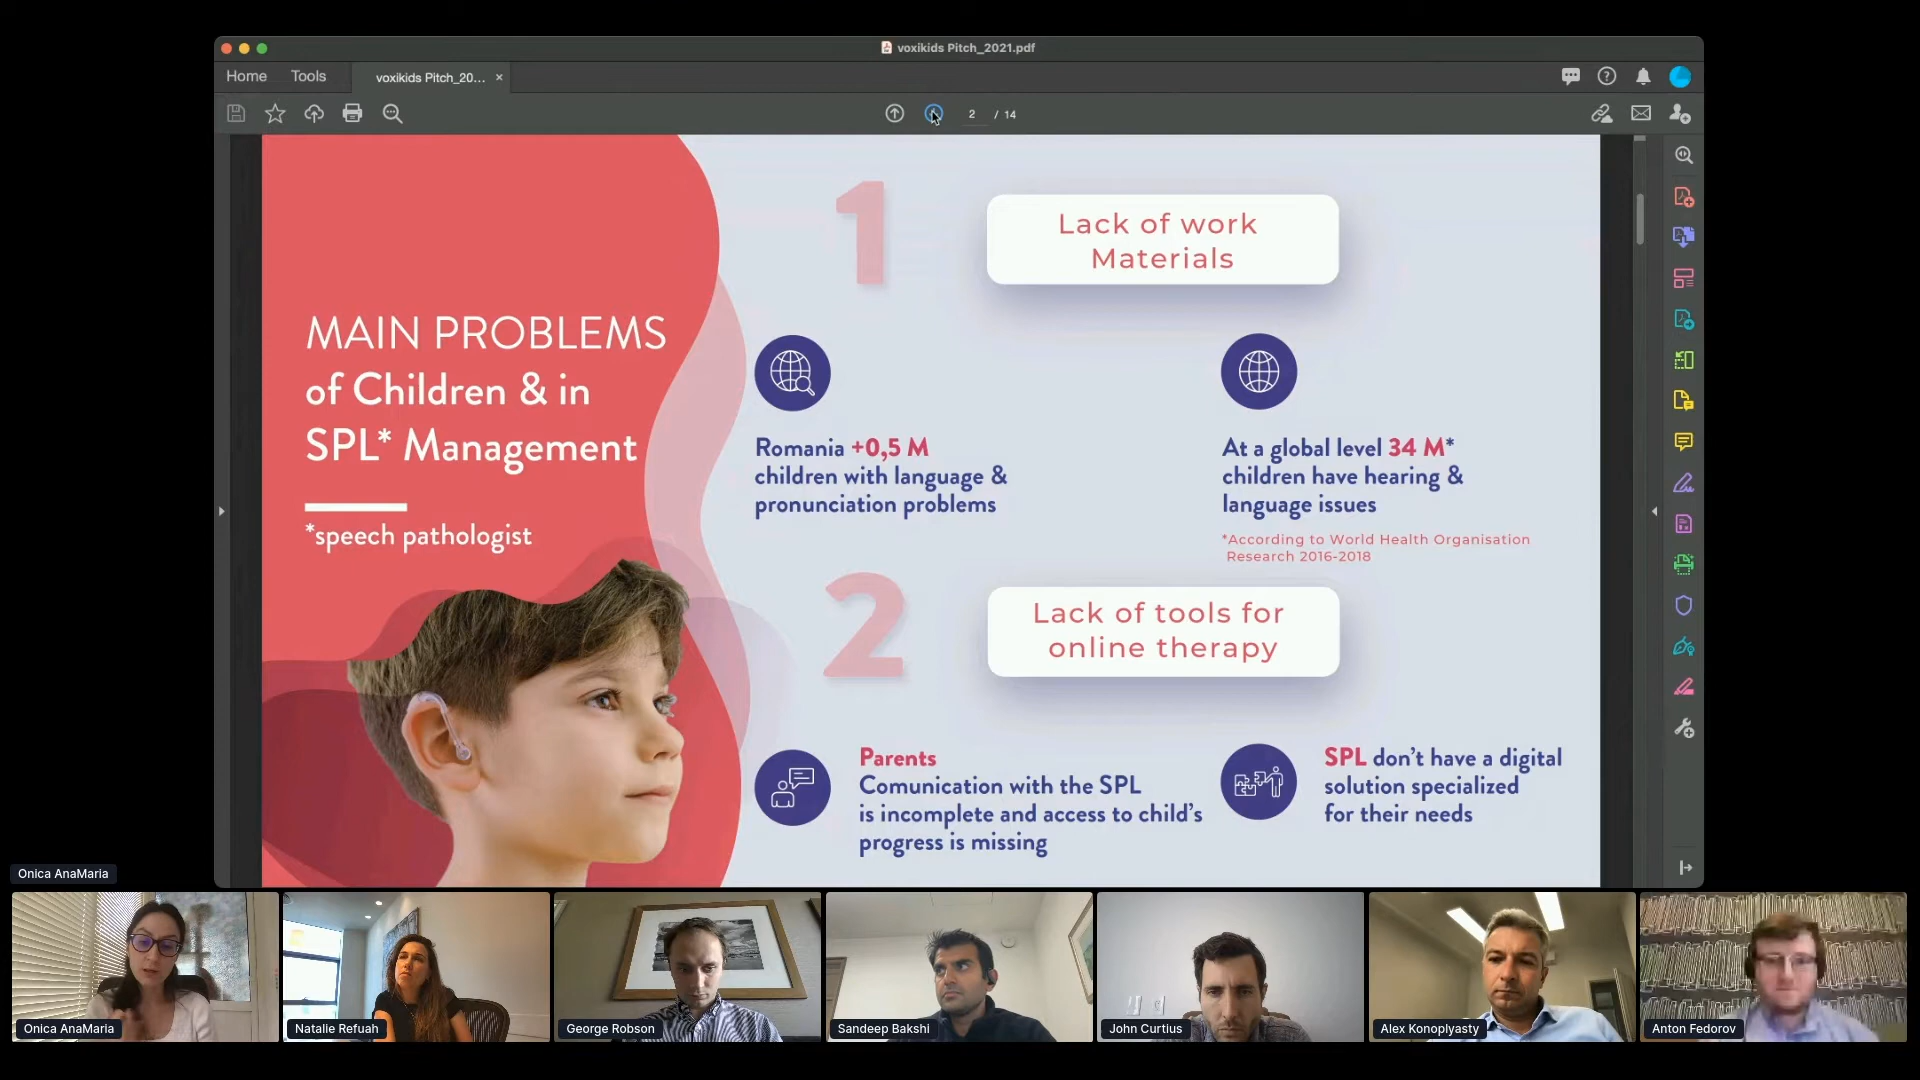 voxikids Pitch_2021.pdf
Home
Tools
voxikids Pitch_20...
2 / 14
MAIN PROBLEMS
of Children & in
SPL* Management
*speech pathologist
1
Lack of work
Materials
Romania +0,5 M
children with language &
pronunciation problems
At a global level 34 M*
children have hearing &
language issues
*According to World Health Organisation
Research 2016-2018
2
Lack of tools for
online therapy
Parents
Comunication with the SPL
is incomplete and access to child's
progress is missing
SPL don't have a digital
solution specialized
for their needs
Onica AnaMaria
Onica AnaMaria
Natalie Refuah
George Robson
Sandeep Bakshi
John Curtius
Alex Konoplyasty
Anton Fedorov